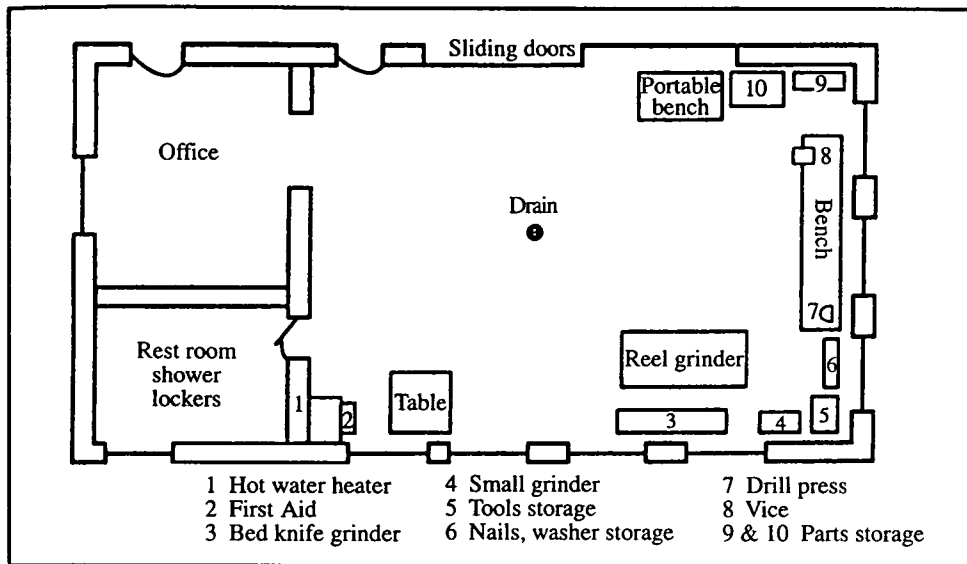 Sliding doors
Portable
bench
10
9
Office
8
Bench
Drain
7
Rest room
shower
lockers
Reel grinder
6
1
2
Table
3
4
5
1 Hot water heater
2 First Aid
3 Bed knife grinder
4 Small grinder
5 Tools storage
6 Nails, washer storage
7 Drill press
8 Vice
9 & 10 Parts storage